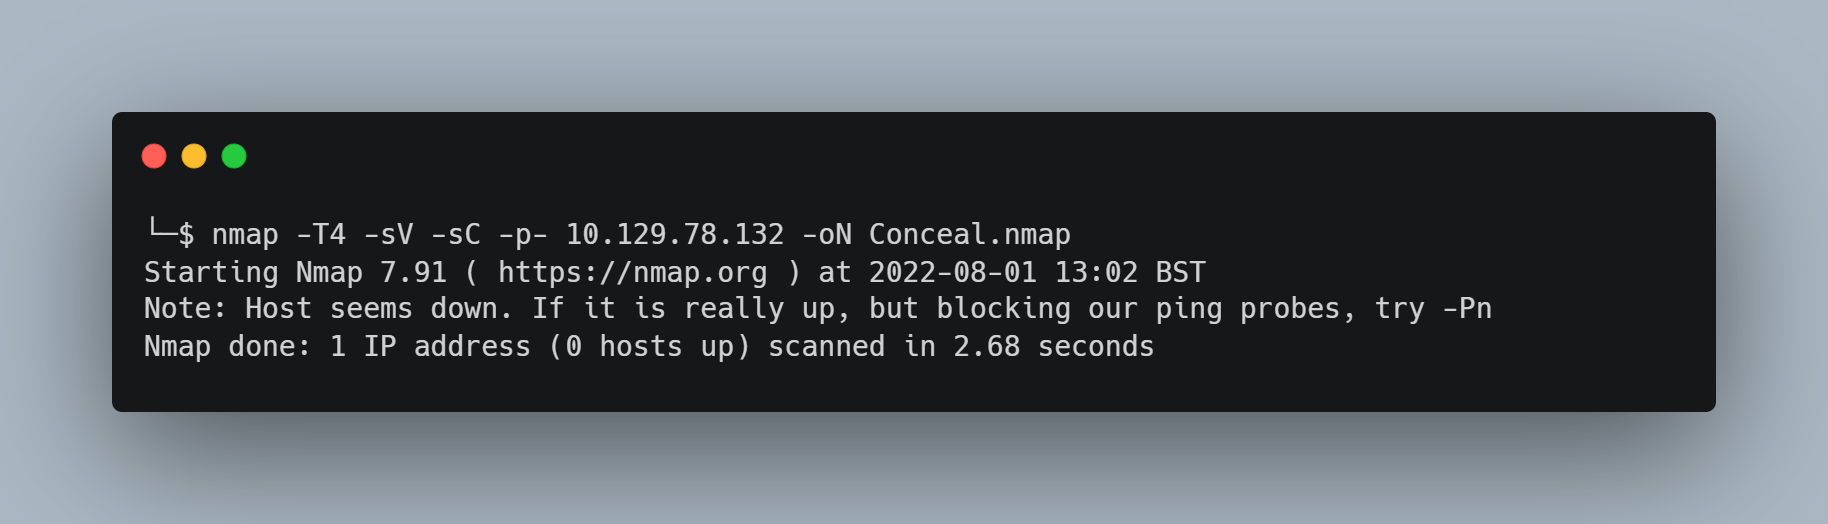 └─$ nmap -T4 -sV -sC -p- 10.129.78.132 -oN Conceal.nmap
Starting Nmap 7.91 ( https://nmap.org ) at 2022-08-01 13:02 BST
Note: Host seems down. If it is really up, but blocking our ping probes, try -Pn
Nmap done: 1 IP address (0 hosts up) scanned in 2.68 seconds